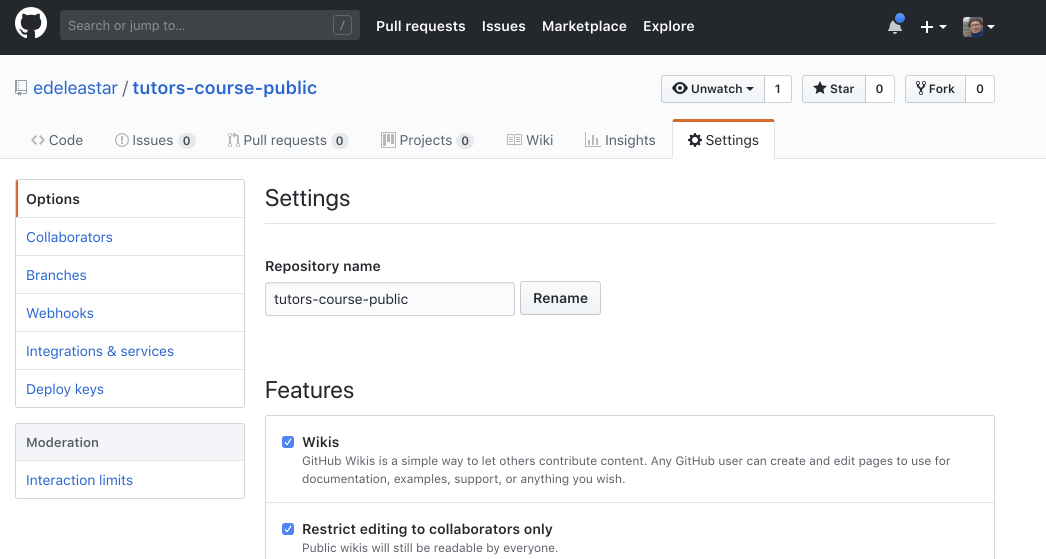 Search or jump to... /
Pull requests Issues Marketplace Explore
edeleastar / tutors-course-public
Unwatch 1 Star 0 Fork 0
Code Issues 0 Pull requests 0 Projects 0 Wiki Insights Settings
Options
Collaborators
Branches
Webhooks
Integrations & services
Deploy keys
Moderation
Interaction limits
Settings
Repository name
tutors-course-public Rename
Features
Wikis
GitHub Wikis is a simple way to let others contribute content. Any GitHub user can create and edit pages to use for
documentation, examples, support, or anything you wish.
Restrict editing to collaborators only
Public wikis will still be readable by everyone.